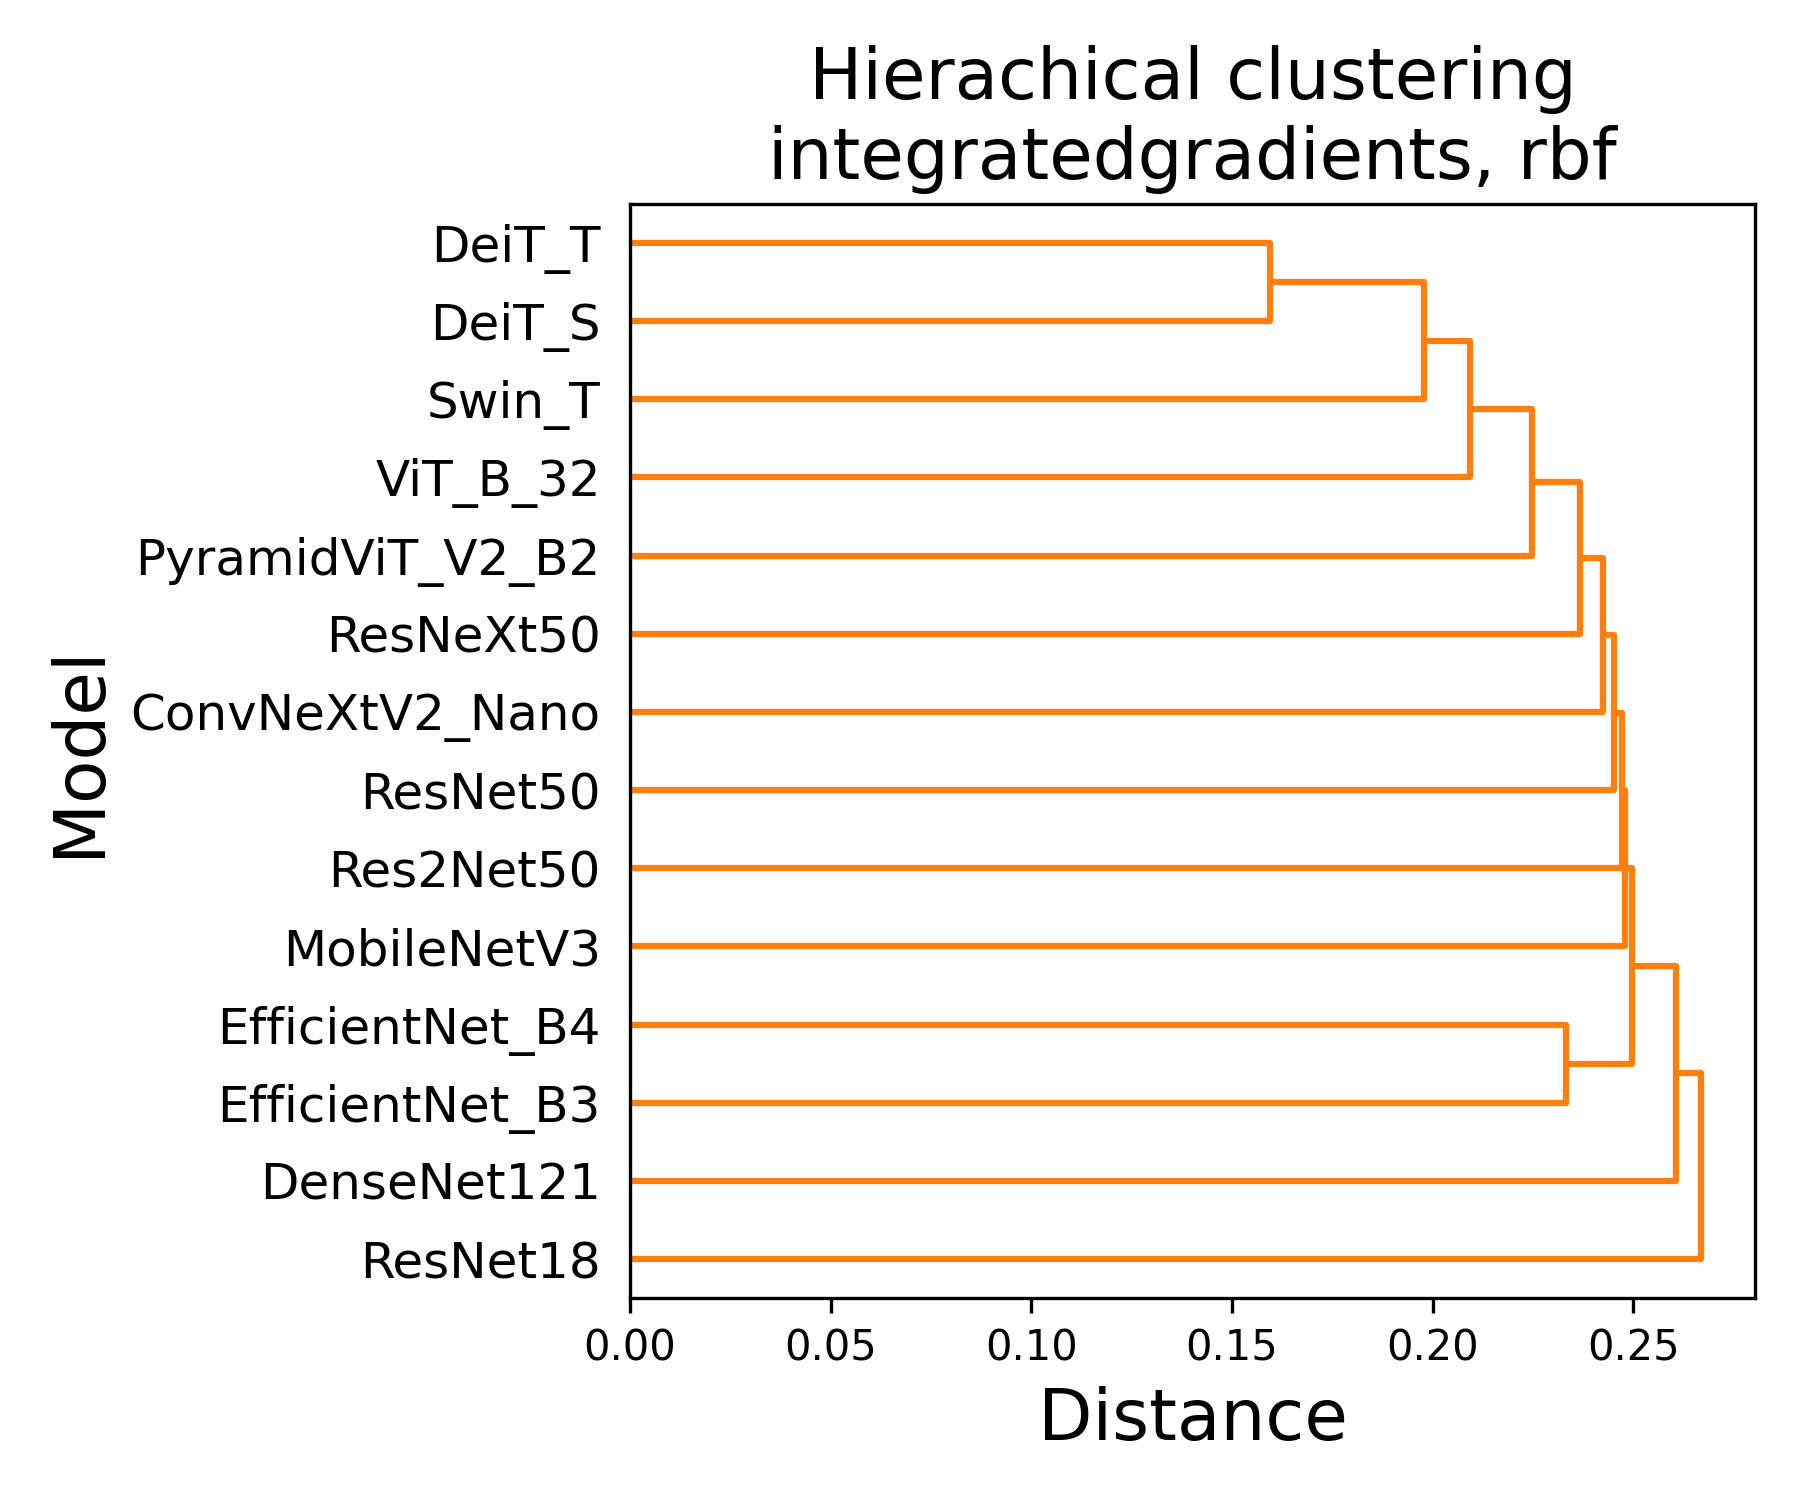 Hierachical clustering
integratedgradients, rbf
DeiT_T
DeiT_S
Swin_T
ViT_B_32
PyramidViT_V2_B2
ResNeXt50
ConvNeXtV2_Nano
ResNet50
Res2Net50
MobileNetV3
EfficientNet_B4
EfficientNet_B3
DenseNet121
ResNet18
Model
0.00 0.05 0.10 0.15 0.20 0.25
Distance